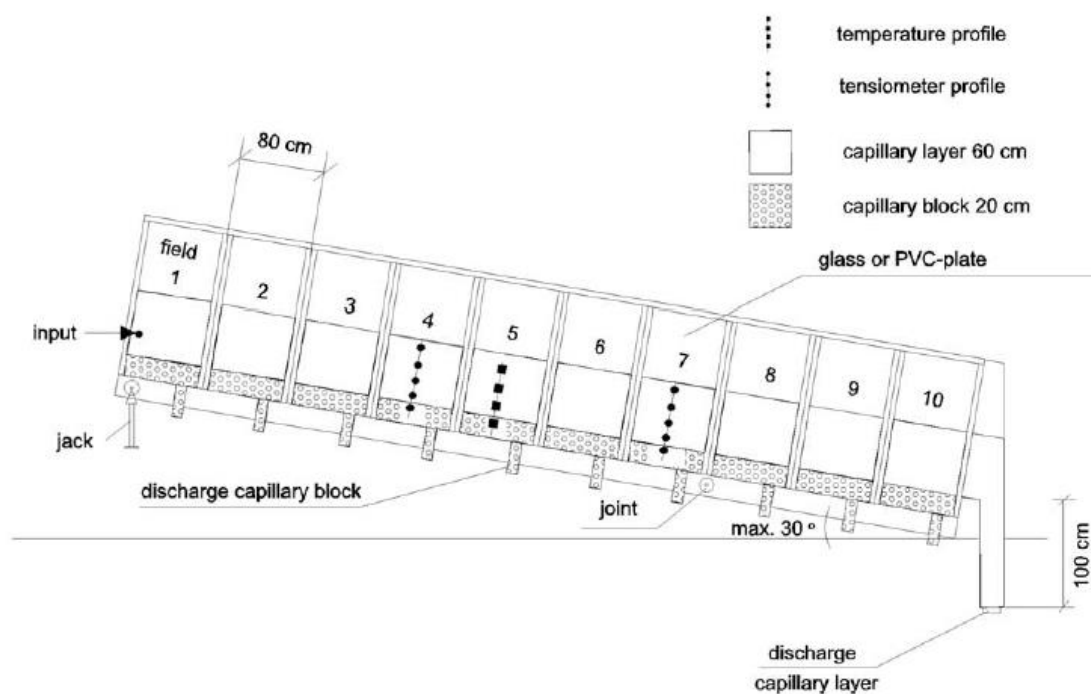 temperature profile
tensiometer profile
80 cm
capillary layer 60 cm
capillary block 20 cm
field
1
glass or PVC-plate
2
3
4
input
5
6
7
8
9
10
jack
discharge capillary block
joint
max. 30 º
100 cm
discharge
capillary layer